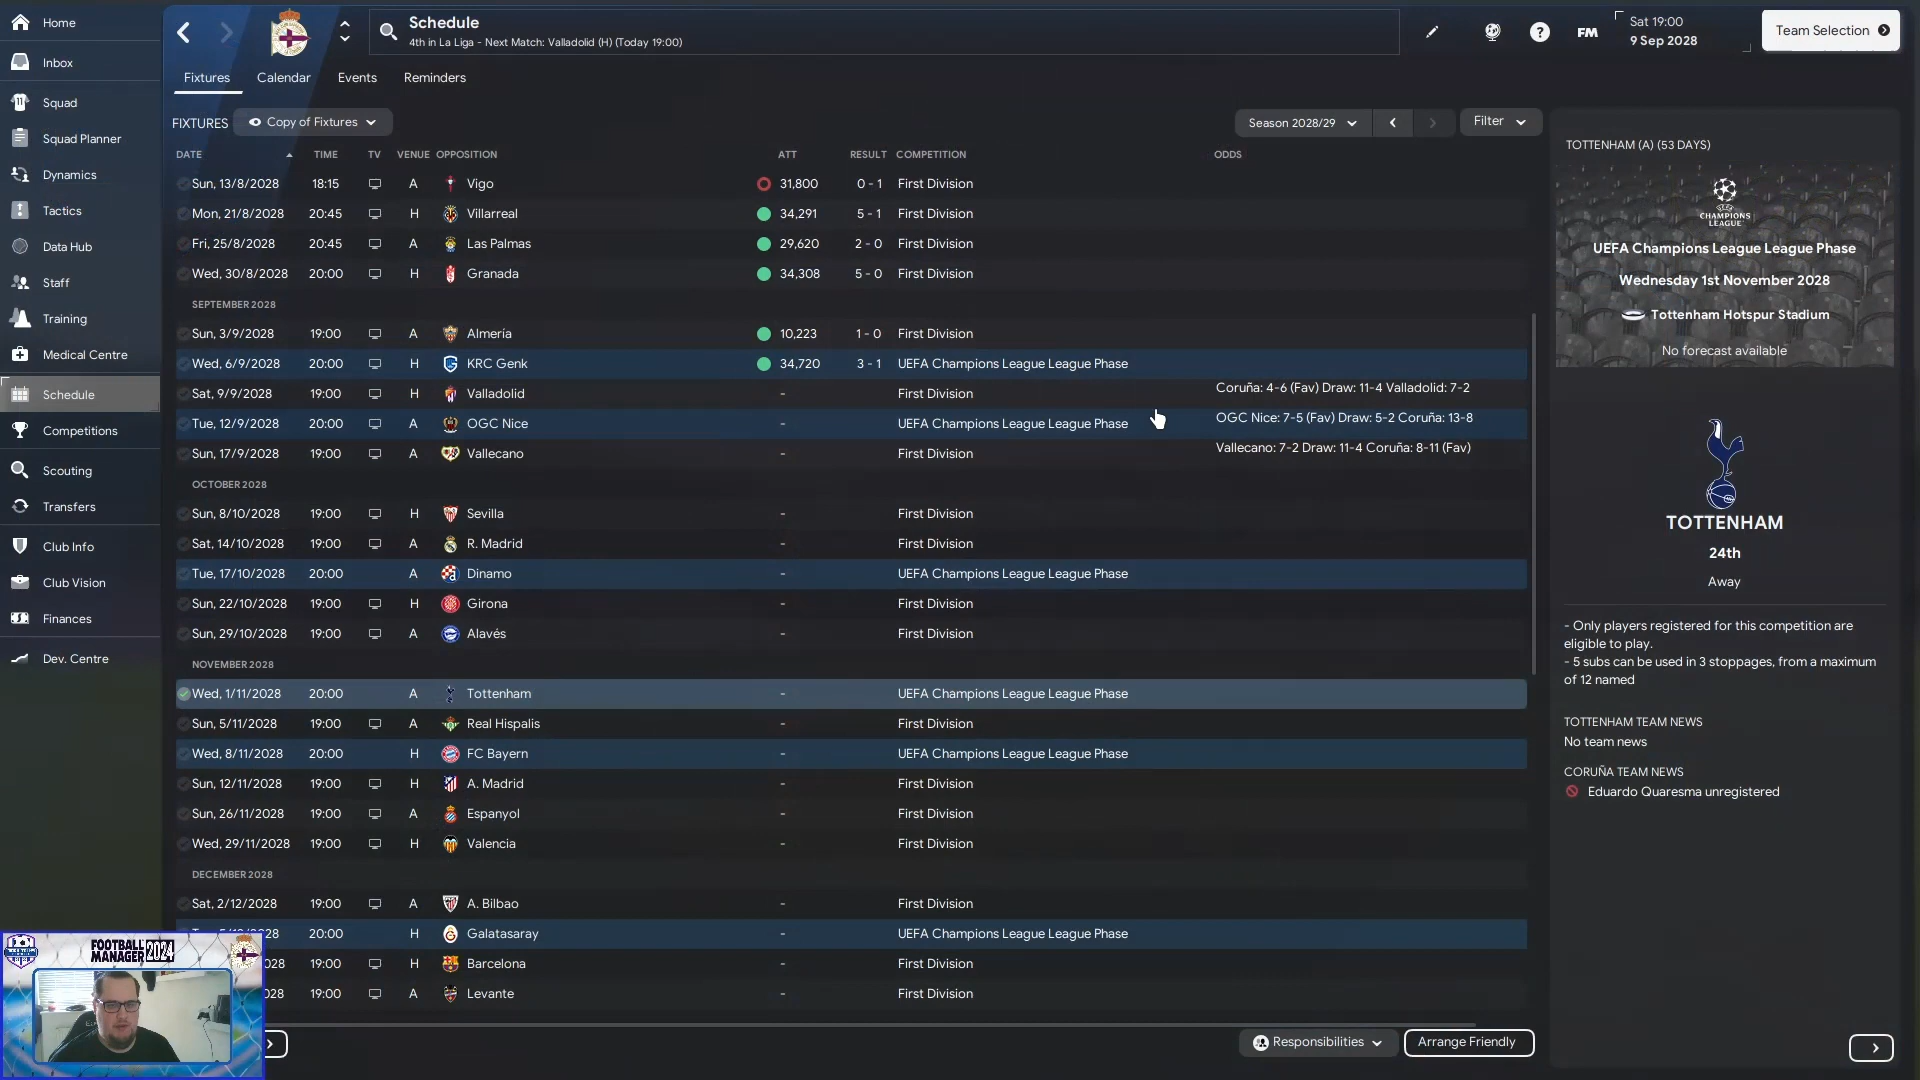 Home
Inbox
Squad
Squad Planner
Dynamics
Tactics
Data Hub
Staff
Training
Medical Centre
Schedule
Competitions
Scouting
Transfers
Club Info
Club Vision
Finances
Dev. Centre
Schedule
4th in La Liga - Next Match: Valladolid (H) (Today 19:00)
FM
Sat 19:00
9 Sep 2028
Team Selection
Fixtures Calendar Events Reminders
FIXTURES Copy of Fixtures Season 2028/29 Filter
DATE TIME TV VENUE OPPOSITION ATT RESULT COMPETITION ODDS
Sun, 13/8/2028 18:15 A Vigo 31,800 0 - 1 First Division
Mon, 21/8/2028 20:45 H Villarreal 34,291 5 - 1 First Division
Fri, 25/8/2028 20:45 A Las Palmas 29,620 2 - 0 First Division
Wed, 30/8/2028 20:00 H Granada 34,308 5 - 0 First Division
SEPTEMBER 2028
Sun, 3/9/2028 19:00 A Almería 10,223 1 - 0 First Division
Wed, 6/9/2028 20:00 H KRC Genk 34,720 3 - 1 UEFA Champions League League Phase
Sat, 9/9/2028 19:00 H Valladolid - First Division Coruña: 4-6 (Fav) Draw: 11-4 Valladolid: 7-2
Tue, 12/9/2028 20:00 A OGC Nice - UEFA Champions League League Phase OGC Nice: 7-5 (Fav) Draw: 5-2 Coruña: 13-8
Sun, 17/9/2028 19:00 A Vallecano - First Division Vallecano: 7-2 Draw: 11-4 Coruña: 8-11 (Fav)
OCTOBER 2028
Sun, 8/10/2028 19:00 H Sevilla - First Division
Sat, 14/10/2028 19:00 A R. Madrid - First Division
Tue, 17/10/2028 20:00 A Dinamo - UEFA Champions League League Phase
Sun, 22/10/2028 19:00 H Girona - First Division
Sun, 29/10/2028 19:00 A Alavés - First Division
NOVEMBER 2028
Wed, 1/11/2028 20:00 A Tottenham - UEFA Champions League League Phase
Sun, 5/11/2028 19:00 A Real Hispalis - First Division
Wed, 8/11/2028 20:00 H FC Bayern - UEFA Champions League League Phase
Sun, 12/11/2028 19:00 H A. Madrid - First Division
Sun, 26/11/2028 19:00 A Espanyol - First Division
Wed, 29/11/2028 19:00 H Valencia - First Division
DECEMBER 2028
Sat, 2/12/2028 19:00 A A. Bilbao - First Division
20:00 H Galatasaray - UEFA Champions League League Phase
028 19:00 H Barcelona - First Division
028 19:00 A Levante - First Division
Responsibilities Arrange Friendly
TOTTENHAM (A) (53 DAYS)
CHAMPIONS
LEAGUE
UEFA Champions League League Phase
Wednesday 1st November 2028
Tottenham Hotspur Stadium
No forecast available
TOTTENHAM
24th
Away
- Only players registered for this competition are
eligible to play.
- 5 subs can be used in 3 stoppages, from a maximum
of 12 named
TOTTENHAM TEAM NEWS
No team news
CORUÑA TEAM NEWS
Eduardo Quaresma unregistered
FOOTBALL
MANAGER 2024